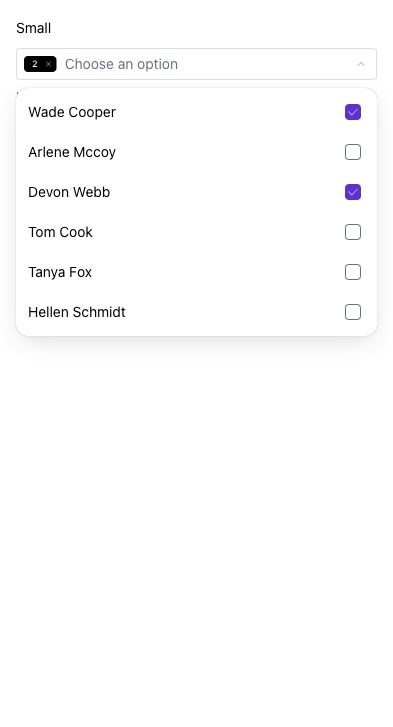 Small
2 Choose an option
Wade Cooper
Arlene Mccoy
Devon Webb
Tom Cook
Tanya Fox
Hellen Schmidt